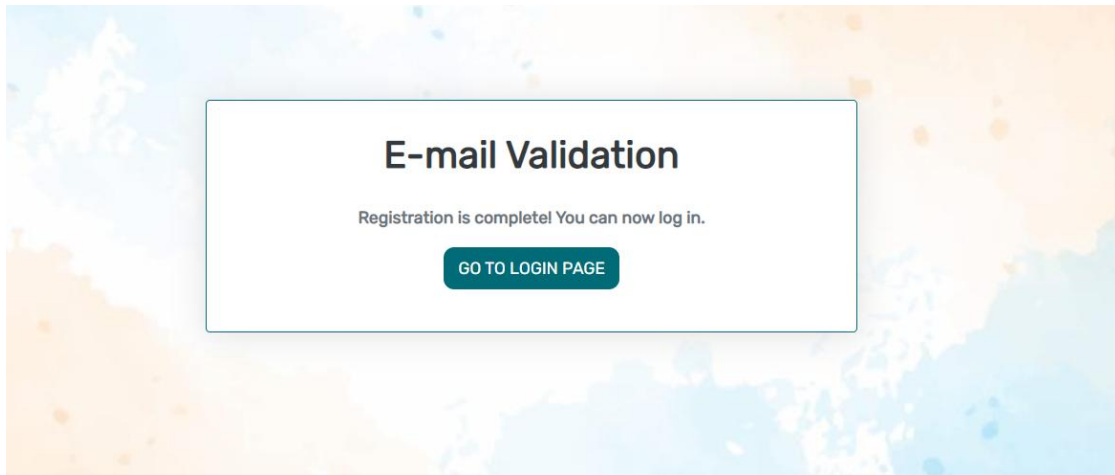 E-mail Validation
Registration is complete! You can now log in.
GO TO LOGIN PAGE